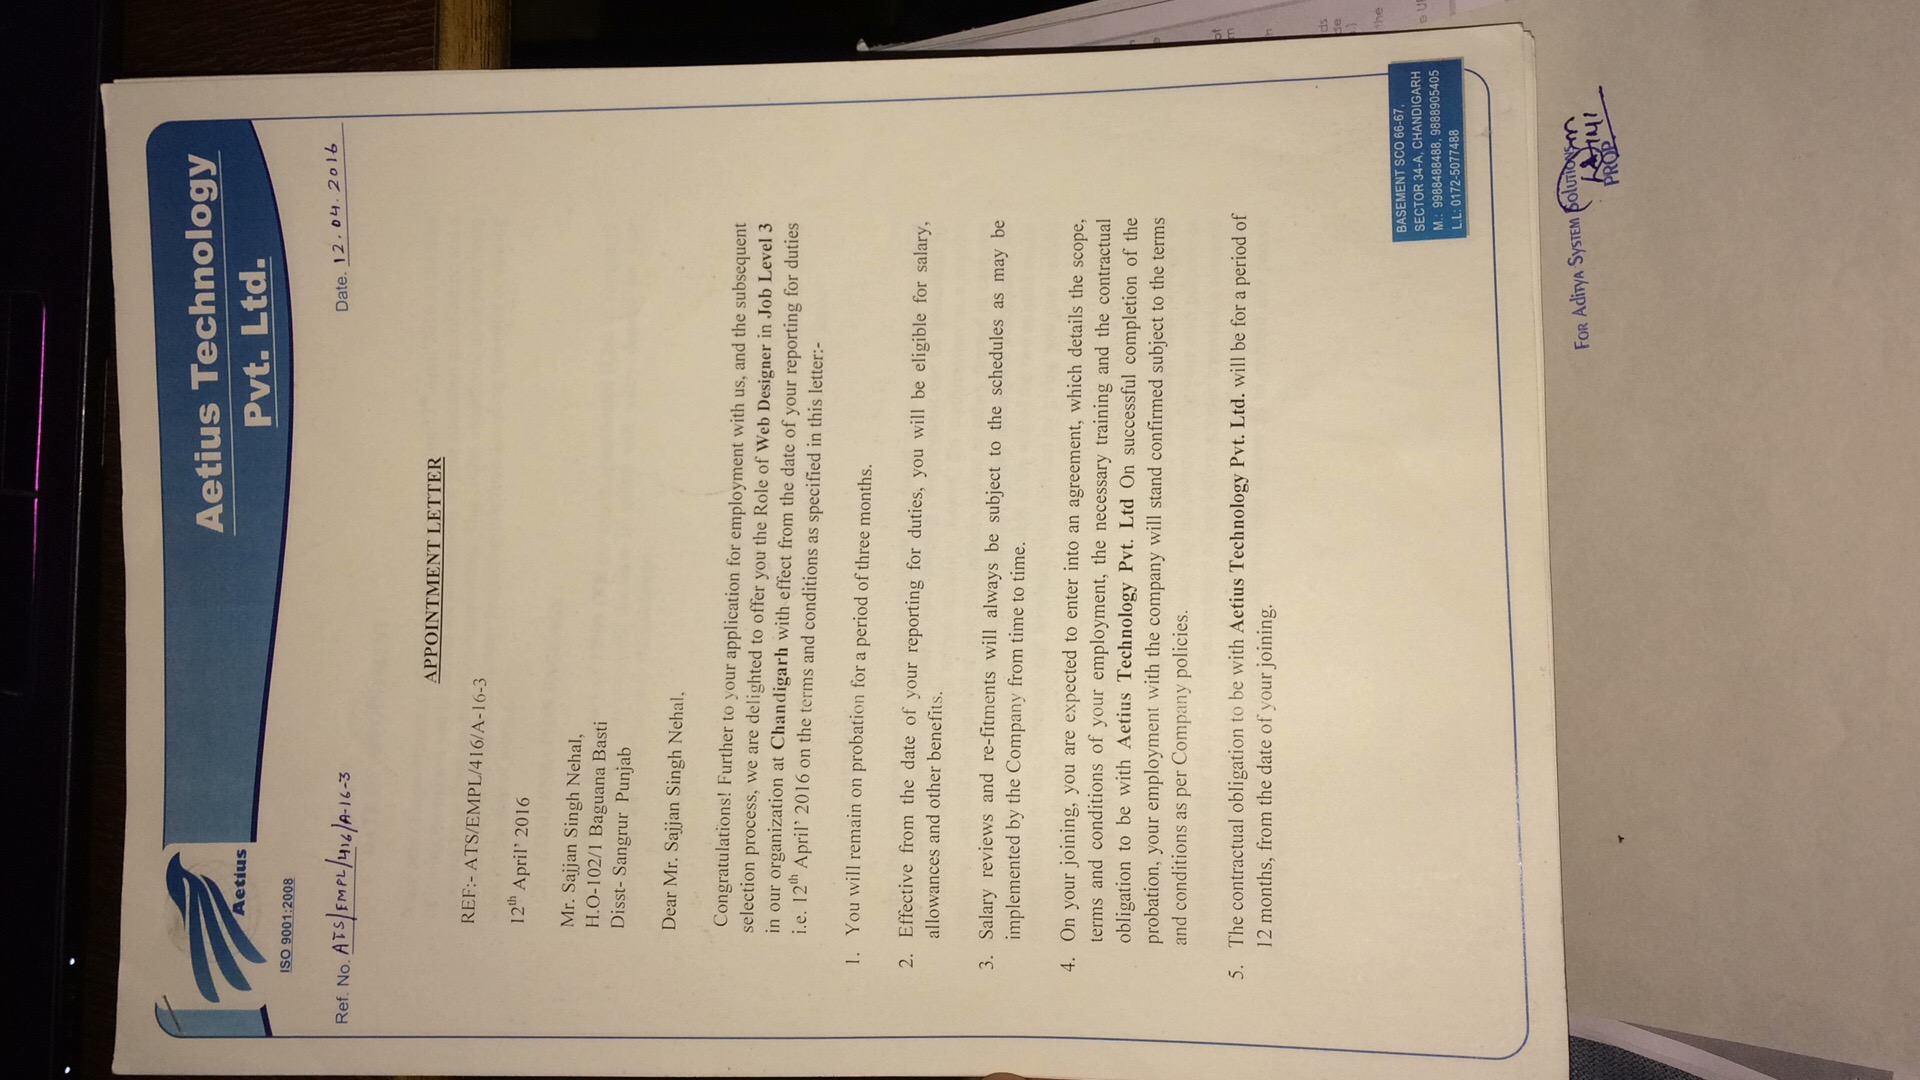 Aetius
ISO 9001:2008
Aetius Technology
Pvt. Ltd.
Ref. No. ATS/EMPL/416/A-16-3
Date. 12.04.2016
APPOINTMENT LETTER
REF:- ATS/EMPL/416/A-16-3
12th April' 2016
Mr. Sajjan Singh Nehal,
H.O-102/1 Baguana Basti
Disst- Sangrur Punjab
Dear Mr. Sajjan Singh Nehal,
Congratulations! Further to your application for employment with us, and the subsequent
selection process, we are delighted to offer you the Role of Web Designer in Job Level 3
in our organization at Chandigarh with effect from the date of your reporting for duties
i.e. 12th April' 2016 on the terms and conditions as specified in this letter:-
1. You will remain on probation for a period of three months.
2. Effective from the date of your reporting for duties, you will be eligible for salary,
allowances and other benefits.
3. Salary reviews and re-fitments will always be subject to the schedules as may be
implemented by the Company from time to time.
4. On your joining, you are expected to enter into an agreement, which details the scope,
terms and conditions of your employment, the necessary training and the contractual
obligation to be with Aetius Technology Pvt. Ltd On successful completion of the
probation, your employment with the company will stand confirmed subject to the terms
and conditions as per Company policies.
5. The contractual obligation to be with Aetius Technology Pvt. Ltd. will be for a period of
12 months, from the date of your joining.
BASEMENT SCO 66-67,
SECTOR 34-A, CHANDIGARH
M.: 9988488488, 9888905405
L.L: 0172-5077488
FOR ADITYA SYSTEM SOLUTIONS
PROP